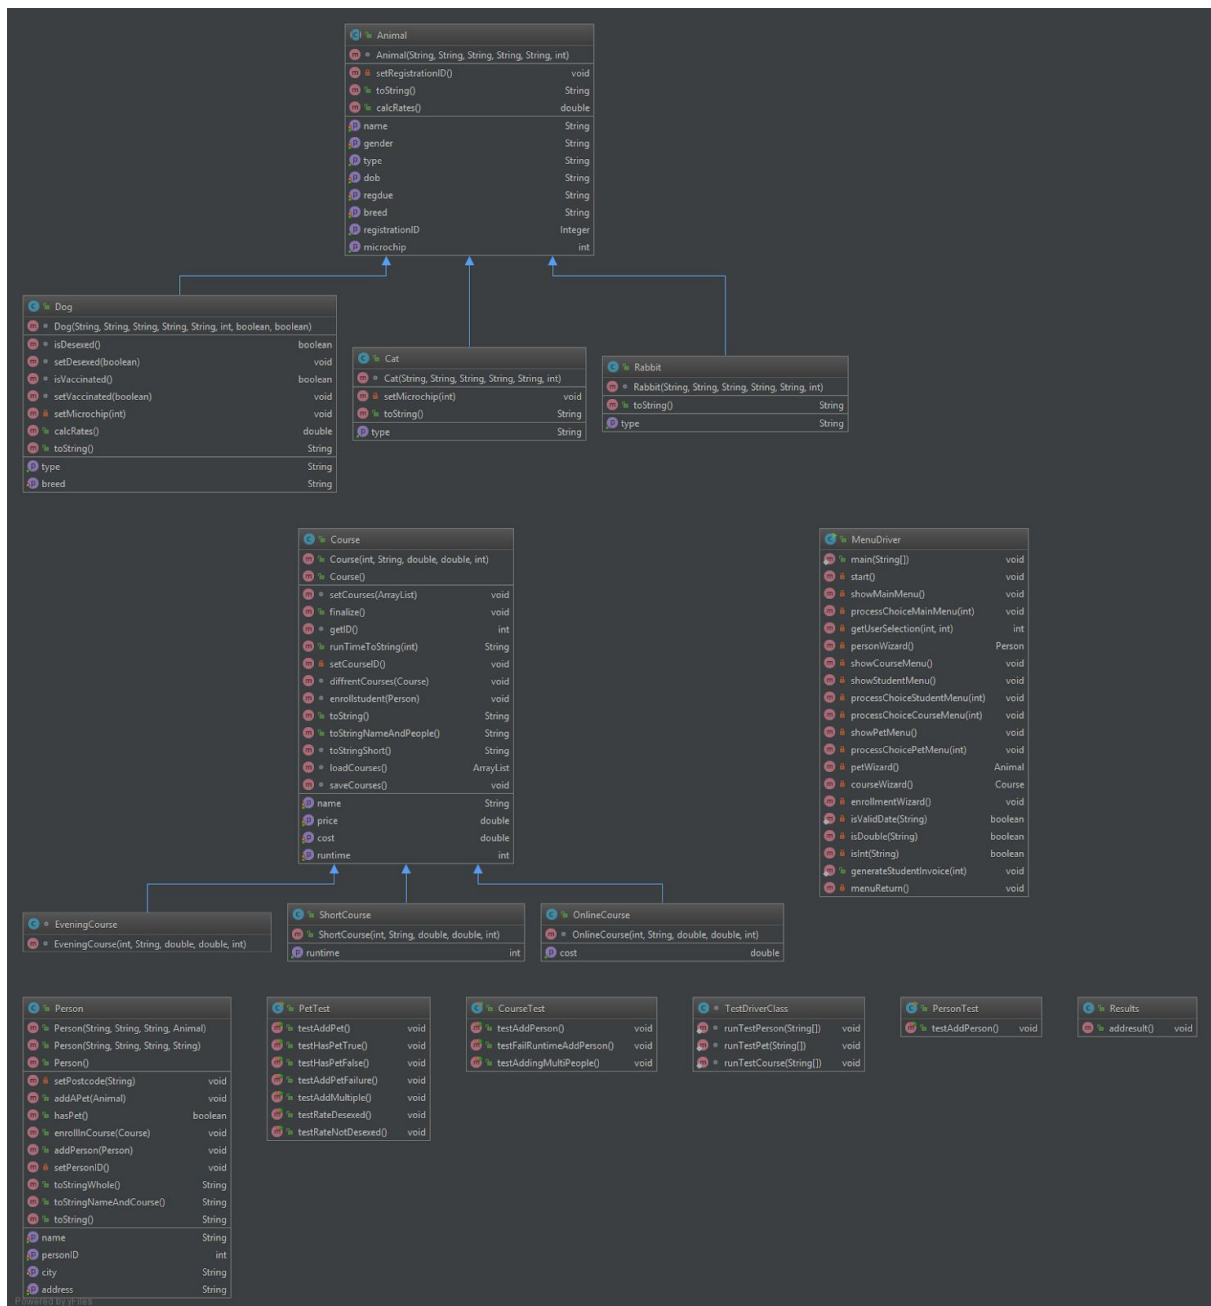 Animal
Animal(String, String, String, String, String, int)
setRegistrationID() void
toString() String
calcRates() double
name String
gender String
type String
dob String
regdue String
breed String
registrationID Integer
microchip int
Dog
Dog(String, String, String, String, String, int, boolean, boolean)
isDesexed() boolean
setDesexed(boolean) void
isVaccinated() boolean
setVaccinated(boolean) void
setMicrochip(int) void
calcRates() double
toString() String
type String
breed String
Cat
Cat(String, String, String, String, String, int)
setMicrochip(int) void
toString() String
type String
Rabbit
Rabbit(String, String, String, String, String, int)
toString() String
type String
Course
Course(int, String, double, double, int)
Course()
setCourses(ArrayList) void
finalize() void
getID() int
runTimeToString(int) String
setCourseID() void
diffrentCourses(Course) void
enrollstudent(Person) void
toString() String
toStringNameAndPeople() String
toStringShort() String
loadCourses() ArrayList
saveCourses() void
name String
price double
cost double
runtime int
MenuDriver
main(String[]) void
start() void
showMainMenu() void
processChoiceMainMenu(int) void
getUserSelection(int, int) int
personWizard() Person
showCourseMenu() void
showStudentMenu() void
processChoiceStudentMenu(int) void
processChoiceCourseMenu(int) void
showPetMenu() void
processChoicePetMenu(int) void
petWizard() Animal
courseWizard() Course
enrollmentWizard() void
isValidDate(String) boolean
isDouble(String) boolean
isInt(String) boolean
generateStudentInvoice(int) void
menuReturn() void
EveningCourse
EveningCourse(int, String, double, double, int)
ShortCourse
ShortCourse(int, String, double, double, int)
runtime int
OnlineCourse
OnlineCourse(int, String, double, double, int)
cost double
Person
Person(String, String, String, Animal)
Person(String, String, String, String)
Person()
setPostcode(String) void
addAPet(Animal) void
hasPet() boolean
enrollInCourse(Course) void
addPerson(Person) void
setPersonID() void
toStringWhole() String
toStringNameAndCourse() String
toString() String
name String
personID int
city String
address String
PetTest
testAddPet() void
testHasPetTrue() void
testHasPetFalse() void
testAddPetFailure() void
testAddMultiple() void
testRateDesexed() void
testRateNotDesexed() void
CourseTest
testAddPerson() void
testFailRuntimeAddPerson() void
testAddingMultiPeople() void
TestDriverClass
runTestPerson(String[]) void
runTestPet(String[]) void
runTestCourse(String[]) void
PersonTest
testAddPerson() void
Results
addresult() void
Powered by yFiles